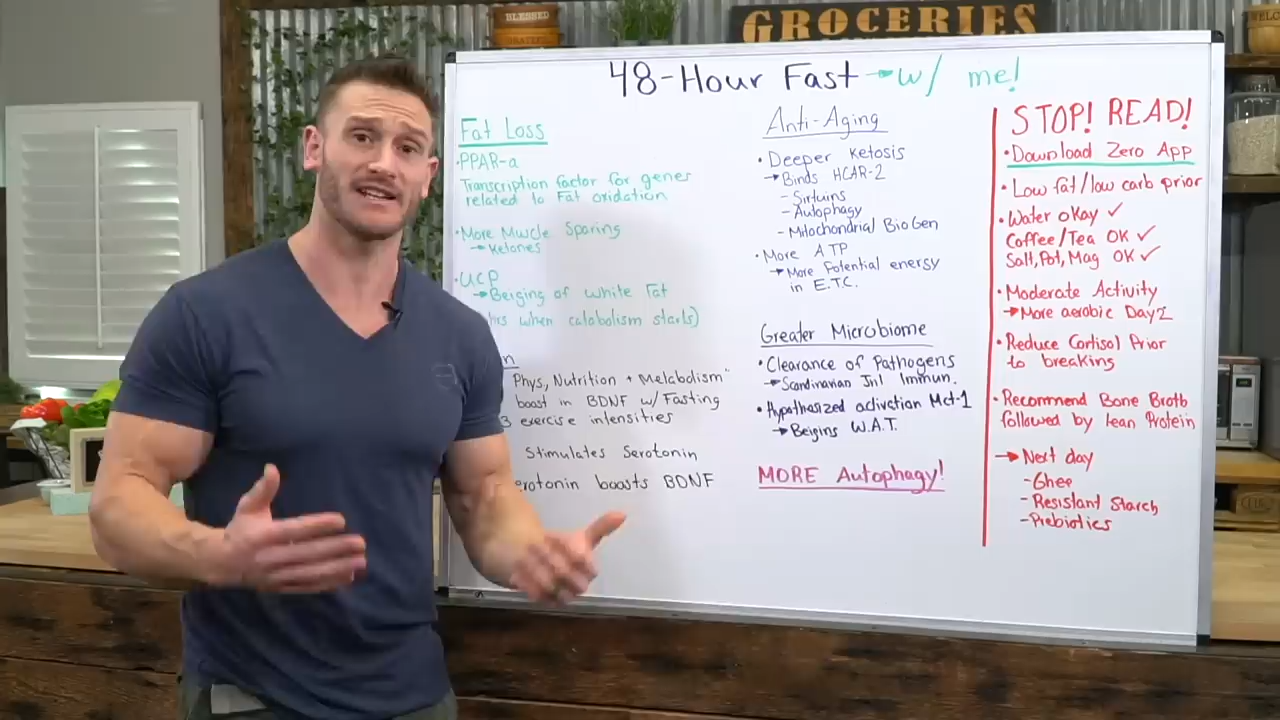 BLESSED
GRATEFUL
GROCERIES
48-Hour Fast → w/ me!
Fat Loss
•PPAR-a
Transcription factor for genes
related to Fat oxidation
•More Muscle Sparing
→Ketones
•UCP
→Beiging of white Fat
hrs when catabolism starts)
n
Phys, Nutrition + Metabolism"
boost in BDNF w/ Fasting
3 exercise intensities
Stimulates Serotonin
erotonin boosts BDNF
Anti-Aging
•Deeper Ketosis
→Binds HCAR-2
-Sirtuins
-Autophagy
-Mitochondrial BioGen
•More ATP
→More Potential energy
in E.T.C.
Greater Microbiome
•Clearance of Pathogens
→Scandinavian Jnl Immun.
•Hypothesized activation Mct-1
→Beigins W.A.T.
MORE Autophagy!
STOP! READ!
•Download Zero App
•Low fat/low carb prior
•Water okay ✓
Coffee/Tea OK ✓
Salt, Pot, Mag OK ✓
•Moderate Activity
→More aerobic Day 2
•Reduce Cortisol Prior
to breaking
•Recommend Bone Broth
followed by Lean Protein
→Next day
-Ghee
-Resistant Starch
-Prebiotics